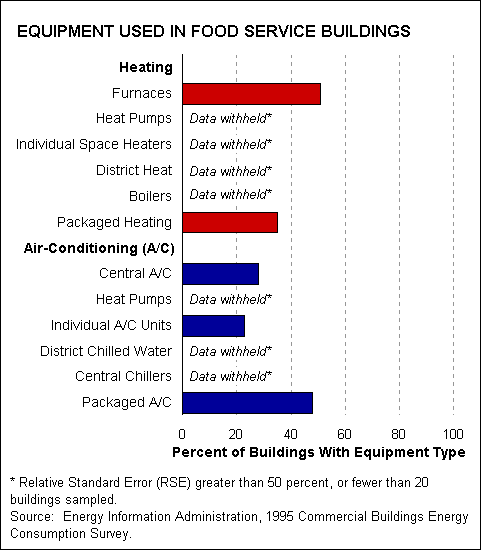 EQUIPMENT USED IN FOOD SERVICE BUILDINGS
Heating
Furnaces
Heat Pumps Data withheld*
Individual Space Heaters Data withheld*
District Heat Data withheld*
Boilers Data withheld*
Packaged Heating
Air-Conditioning (A/C)
Central A/C
Heat Pumps Data withheld*
Individual A/C Units
District Chilled Water Data withheld*
Central Chillers Data withheld*
Packaged A/C
0 20 40 60 80 100
Percent of Buildings With Equipment Type
* Relative Standard Error (RSE) greater than 50 percent, or fewer than 20
buildings sampled.
Source: Energy Information Administration, 1995 Commercial Buildings Energy
Consumption Survey.